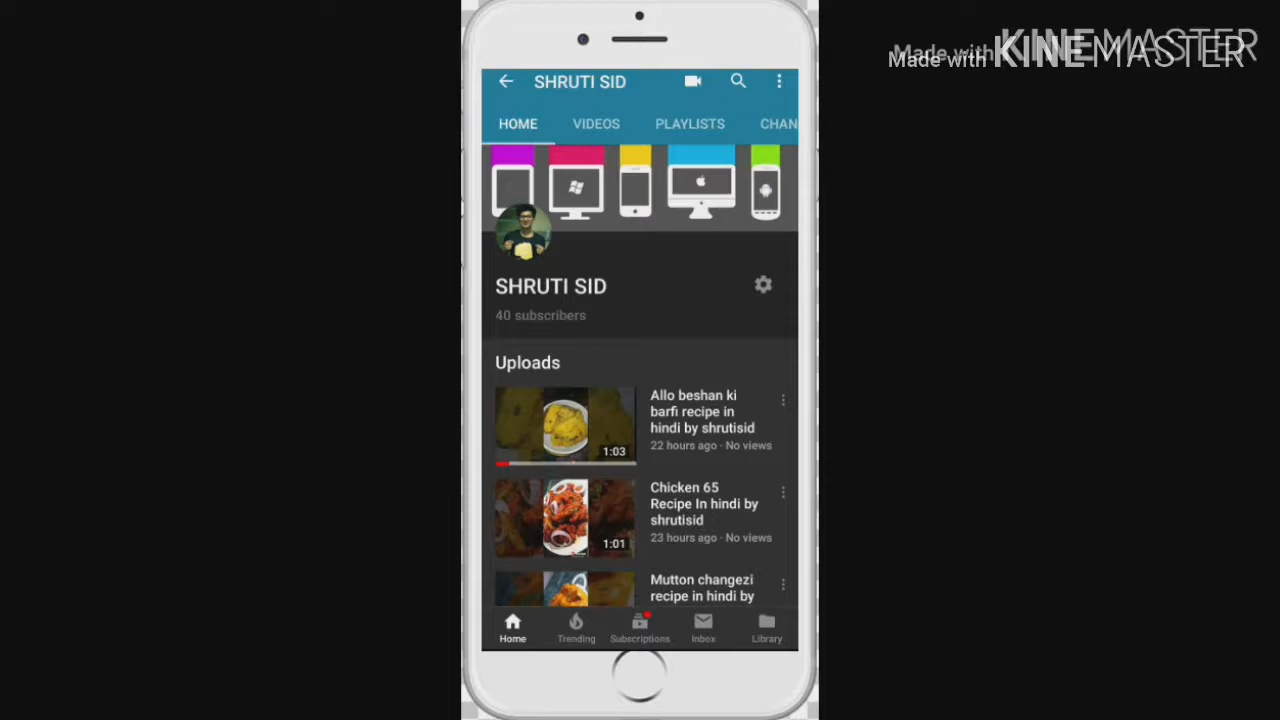 Made with KINEMASTER
Made with KINEMASTER
SHRUTI SID
HOME VIDEOS PLAYLISTS CHAN
SHRUTI SID
40 subscribers
Uploads
Allo beshan ki
barfi recipe in
hindi by shrutisid
22 hours ago · No views
1:03
Chicken 65
Recipe In hindi by
shrutisid
23 hours ago · No views
1:01
Mutton changezi
recipe in hindi by
Home Trending Subscriptions Inbox Library